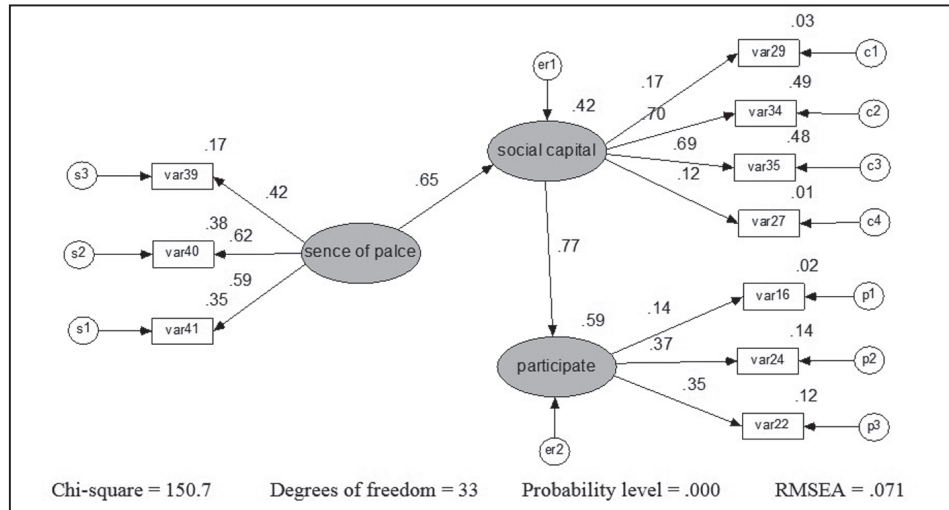 .03
er1
var29
c1
.17
.49
.42
.70
var34
c2
.17
social capital
.48
.69
s3
var39
var35
c3
.65
.12
.42
.01
.38
var27
c4
.62
s2
var40
sence of palce
.77
.59
.02
.35
var16
p1
.59
.14
.14
s1
var41
.37
var24
p2
participate
.35
.12
var22
p3
er2
Chi-square = 150.7 Degrees of freedom = 33 Probability level = .000 RMSEA = .071